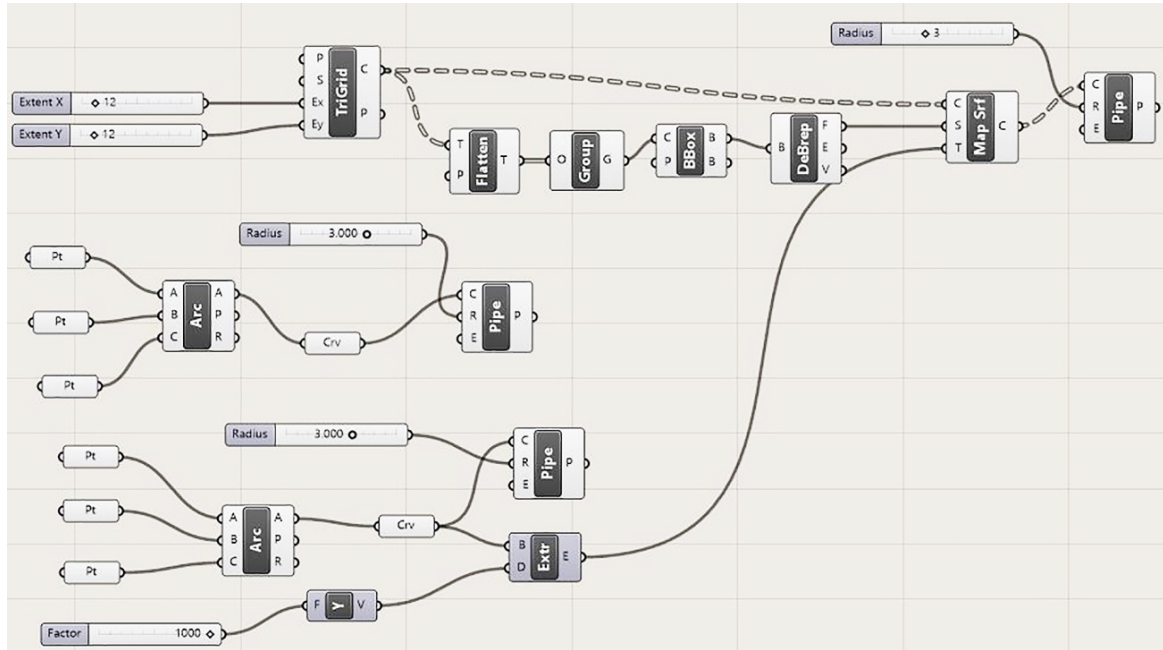 Radius 3
Extent X 12
Extent Y 12
P S Ex Ey TriGrid C P
T P Flatten T
O Group G
C P BBox B B
B DeBrep F E V
C S T Map Srf C
C R E Pipe P
Radius 3.000
Pt
Pt
Pt
A B C Arc A P R
Crv
C R E Pipe P
Radius 3.000
Pt
Pt
Pt
A B C Arc A P R
Crv
C R E Pipe P
B D Extr E
F Y V
Factor 1000